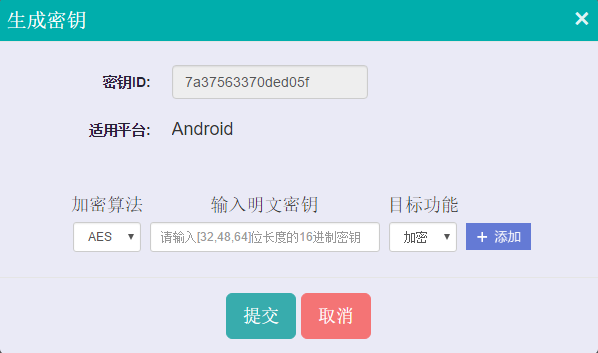 生成密钥 ×
密钥ID: 7a37563370ded05f
适用平台: Android
加密算法 输入明文密钥 目标功能
AES 请输入[32,48,64]位长度的16进制密钥 加密 + 添加
提交 取消